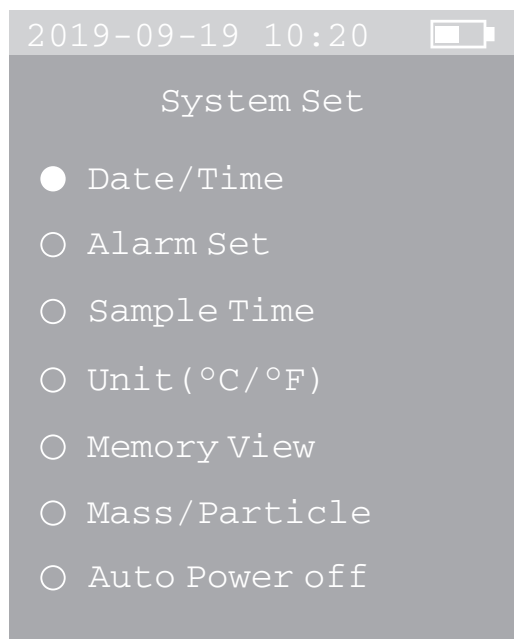 2019-09-19 10:20
System Set
Date/Time
Alarm Set
Sample Time
Unit(°C/°F)
Memory View
Mass/Particle
Auto Power off